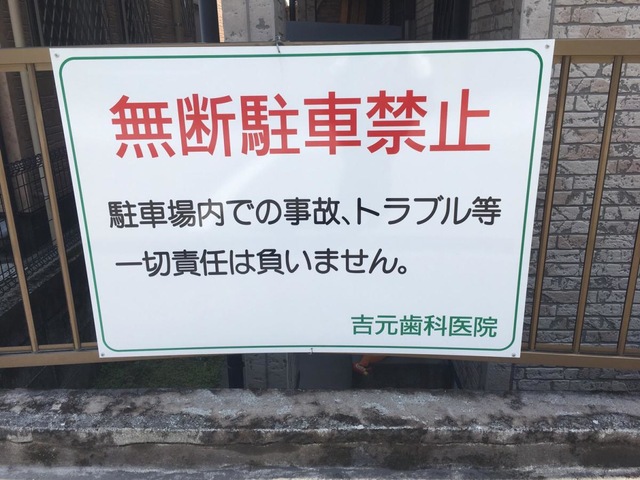 無断駐車禁止
駐車場内での事故、トラブル等
一切責任は負いません。
吉元歯科医院